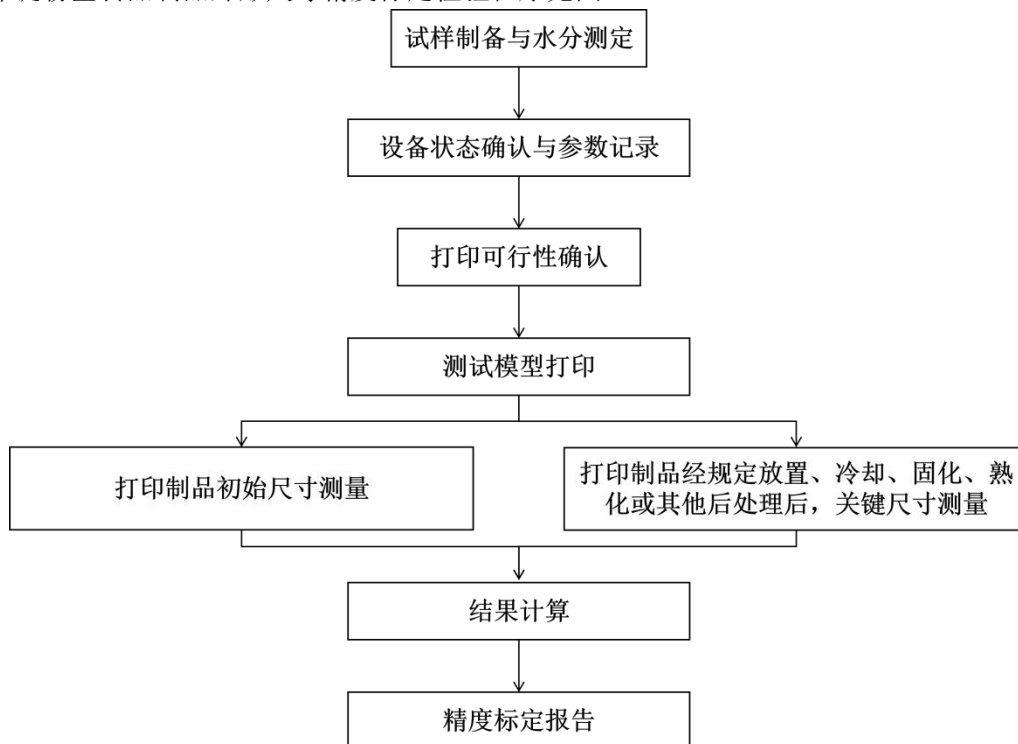 试样制备与水分测定
设备状态确认与参数记录
打印可行性确认
测试模型打印
打印制品初始尺寸测量
打印制品经规定放置、冷却、固化、熟
化或其他后处理后，关键尺寸测量
结果计算
精度标定报告